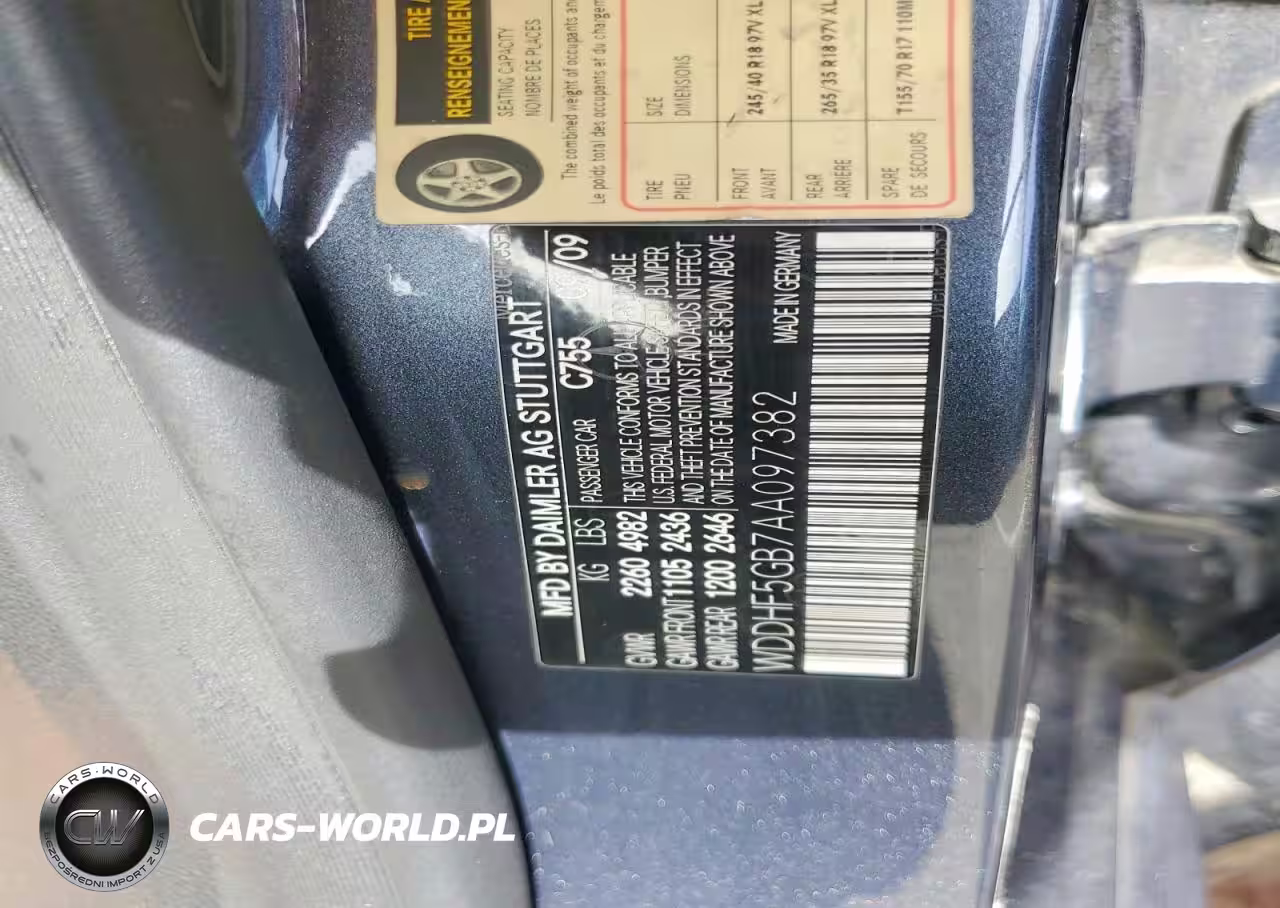 TIRE A
RENSEIGNEMEN
SEATING CAPACITY
NOMBRE DE PLACES
The combined weight of occupants and
Le poids total des occupants et du chargem
TIRE SIZE
PNEU DIMENSIONS
FRONT 245/40 R18 97V XL
AVANT
REAR 265/35 R18 97V XL
ARRIERE
SPARE T155/70 R17 110M
DE SECOURS
MFD BY DAIMLER AG STUTTGART
KG LBS PASSENGER CAR C755 /09
GVWR 2260 4982 THIS VEHICLE CONFORMS TO ALL
GAWR FRONT 1105 2436 U.S. FEDERAL MOTOR VEHICLE BUMPER
GAWR REAR 1200 2646 AND THEFT PREVENTION STANDARDS IN EFFECT
ON THE DATE OF MANUFACTURE SHOWN ABOVE
WDDHF5GB7AA097382 MADE IN GERMANY
CARS-WORLD
CW
BEZPOŚREDNI IMPORT Z USA
CARS-WORLD.PL